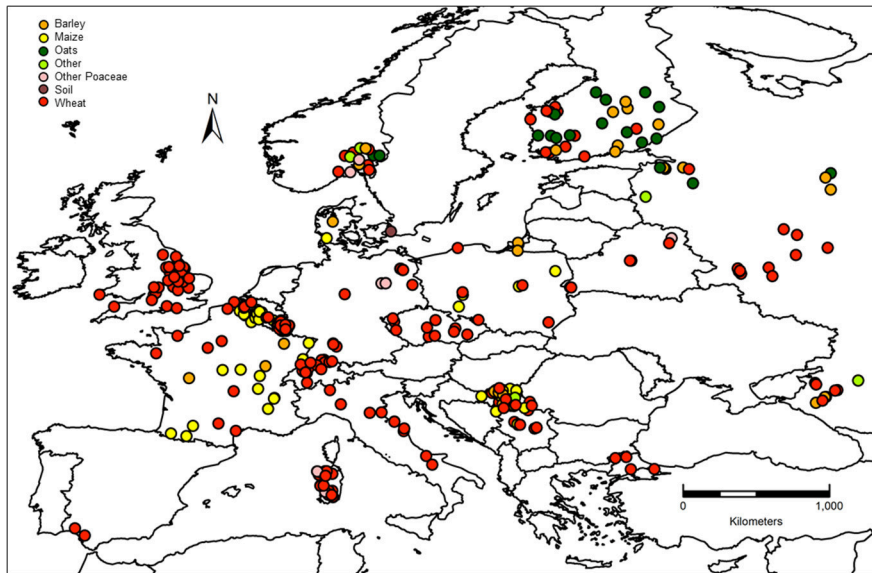 Barley
Maize
Oats
Other
Other Poaceae
Soil
Wheat
N
0 1,000
Kilometers